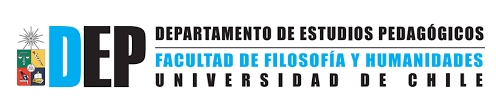 DEP
DEPARTAMENTO DE ESTUDIOS PEDAGÓGICOS
FACULTAD DE FILOSOFÍA Y HUMANIDADES
UNIVERSIDAD DE CHILE